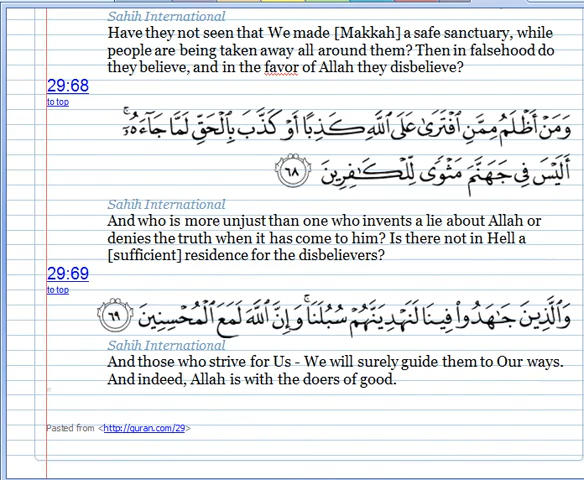 Sahih International
Have they not seen that We made [Makkah] a safe sanctuary, while
people are being taken away all around them? Then in falsehood do
they believe, and in the favor of Allah they disbelieve?
29:68
to top
وَمَنْ أَظْلَمُ مِمَّنِ ٱفْتَرَىٰ عَلَى ٱللَّهِ كَذِبًا أَوْ كَذَّبَ بِٱلْحَقِّ لَمَّا جَآءَهُۥٓ ۚ
أَلَيْسَ فِى جَهَنَّمَ مَثْوًى لِّلْكَـٰفِرِينَ ٦٨
Sahih International
And who is more unjust than one who invents a lie about Allah or
denies the truth when it has come to him? Is there not in Hell a
[sufficient] residence for the disbelievers?
29:69
to top
وَٱلَّذِينَ جَـٰهَدُوا۟ فِينَا لَنَهْدِيَنَّهُمْ سُبُلَنَا ۚ وَإِنَّ ٱللَّهَ لَمَعَ ٱلْمُحْسِنِينَ ٦٩
Sahih International
And those who strive for Us - We will surely guide them to Our ways.
And indeed, Allah is with the doers of good.
Pasted from <http://quran.com/29>